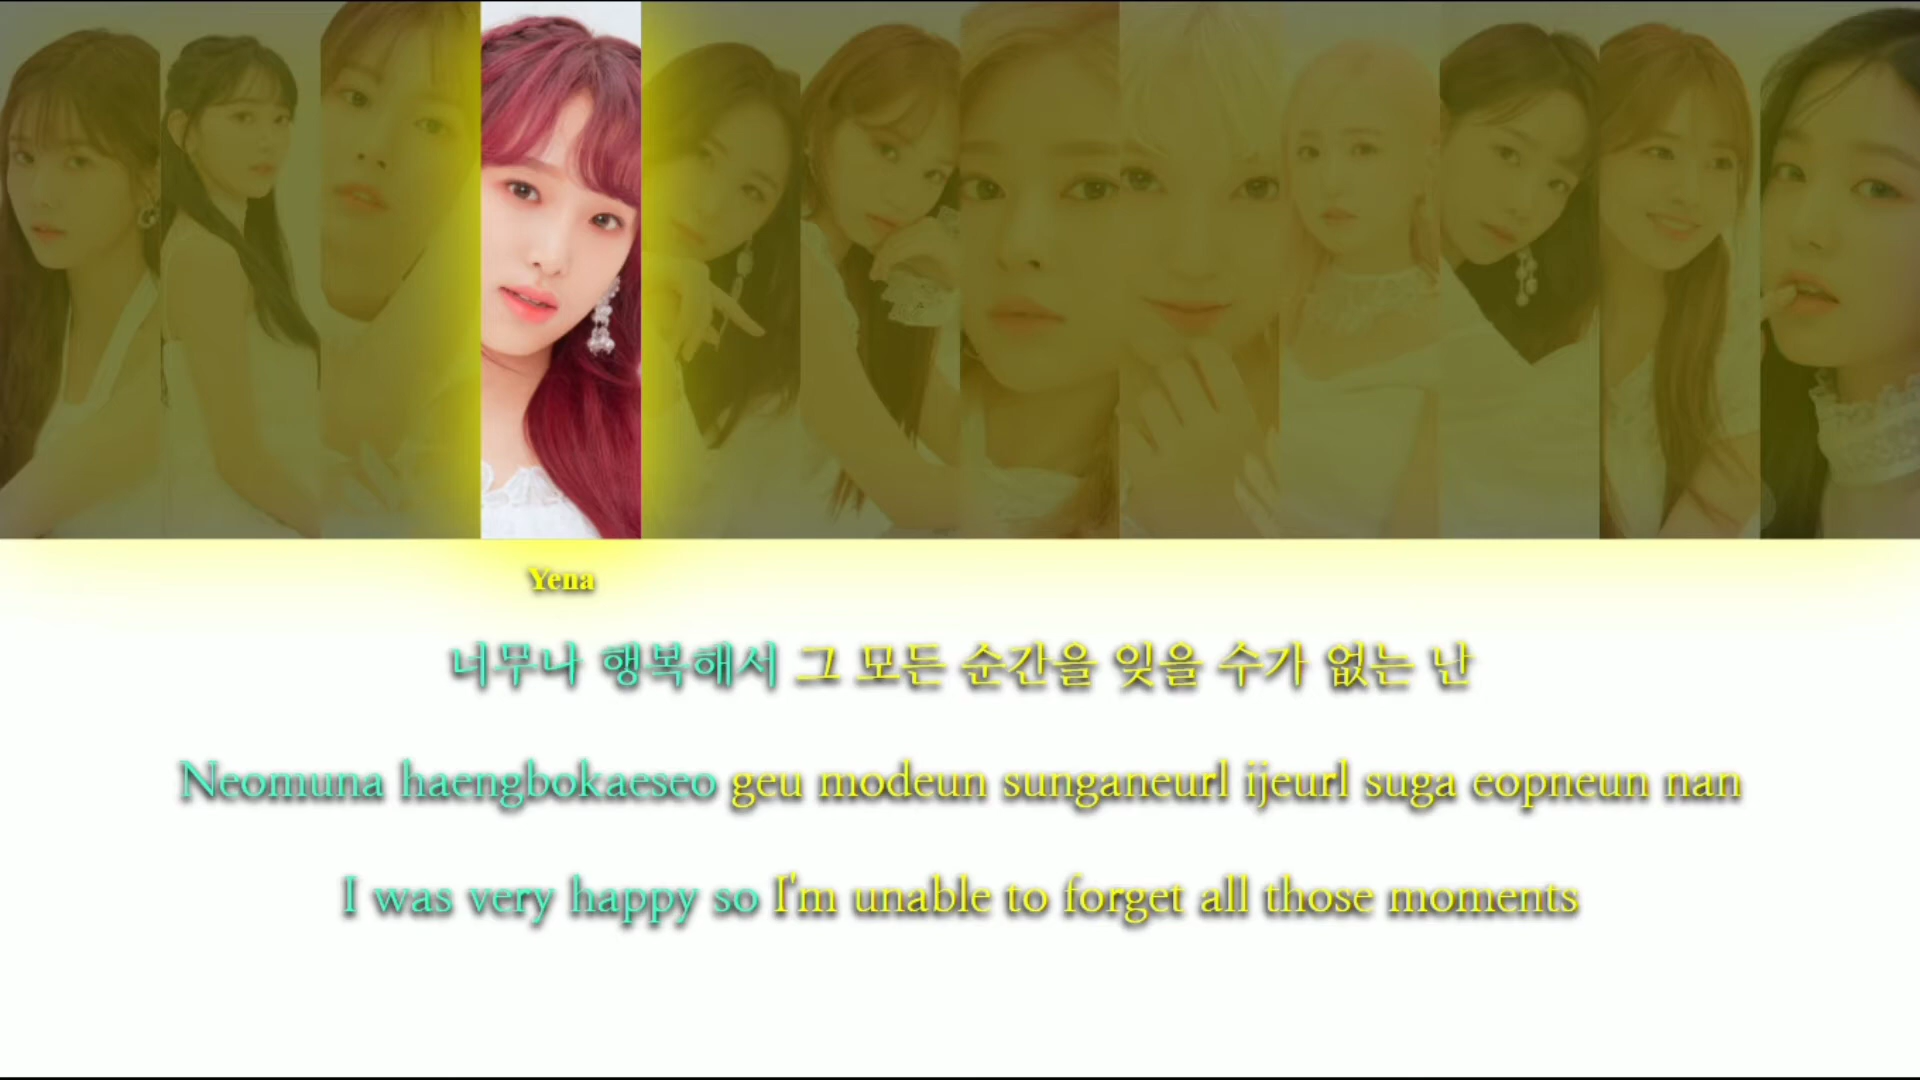 Yena
너무나 행복해서 그 모든 순간을 잊을 수가 없는 난
Neomuna haengbokaeseo geu modeun sunganeurl ijeurl suga eopneun nan
I was very happy so I'm unable to forget all those moments